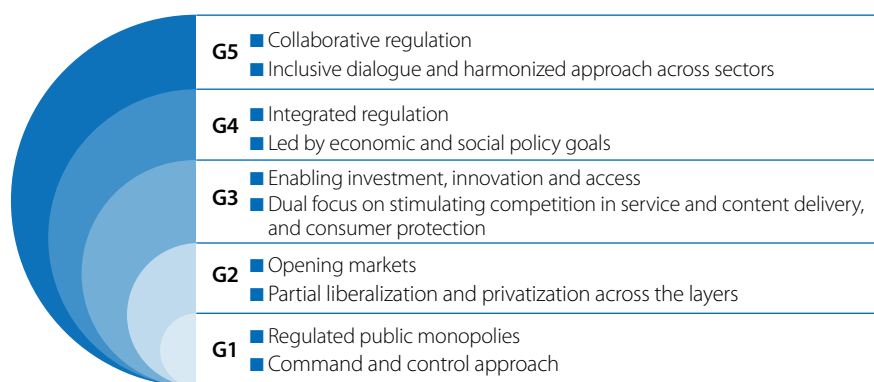 G5
■ Collaborative regulation
■ Inclusive dialogue and harmonized approach across sectors
G4
■ Integrated regulation
■ Led by economic and social policy goals
G3
■ Enabling investment, innovation and access
■ Dual focus on stimulating competition in service and content delivery,
and consumer protection
G2
■ Opening markets
■ Partial liberalization and privatization across the layers
G1
■ Regulated public monopolies
■ Command and control approach